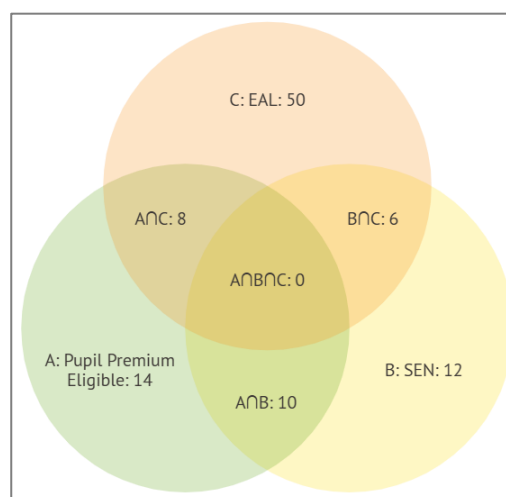 C: EAL: 50
A∩C: 8
B∩C: 6
A∩B∩C: 0
A: Pupil Premium
Eligible: 14
B: SEN: 12
A∩B: 10